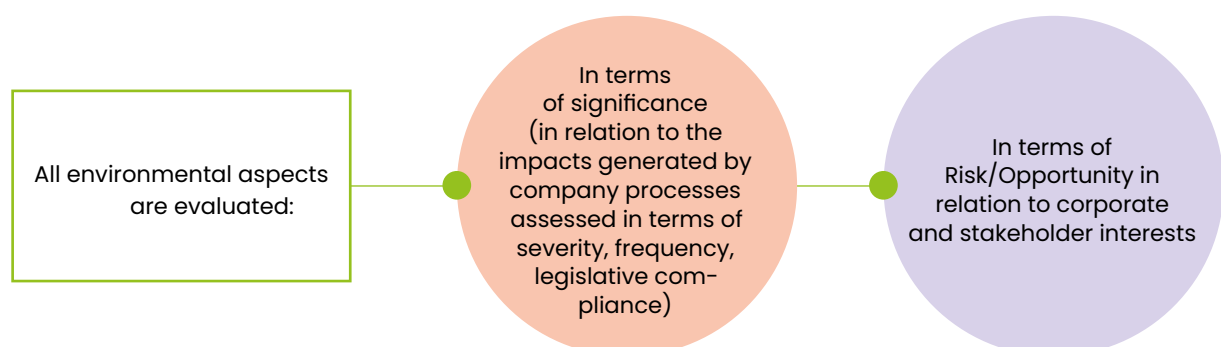 All environmental aspects
are evaluated:
In terms
of significance
(in relation to the
impacts generated by
company processes
assessed in terms of
severity, frequency,
legislative com-
pliance)
In terms of
Risk/Opportunity in
relation to corporate
and stakeholder interests